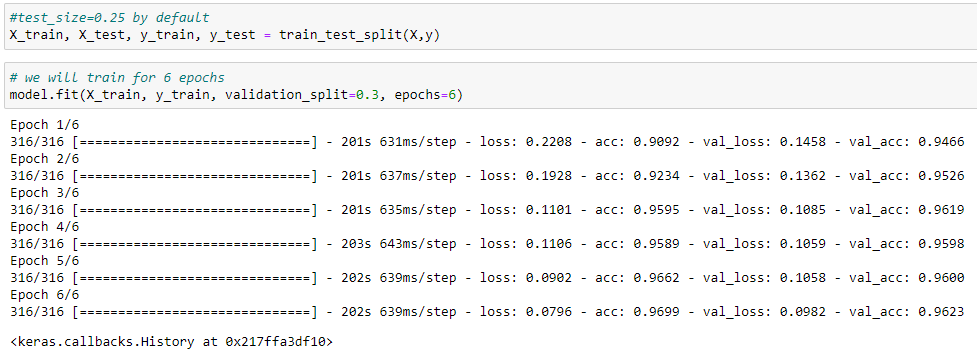 #test_size=0.25 by default
X_train, X_test, y_train, y_test = train_test_split(X,y)
# we will train for 6 epochs
model.fit(X_train, y_train, validation_split=0.3, epochs=6)
Epoch 1/6
316/316 [==============================] - 201s 631ms/step - loss: 0.2208 - acc: 0.9092 - val_loss: 0.1458 - val_acc: 0.9466
Epoch 2/6
316/316 [==============================] - 201s 637ms/step - loss: 0.1928 - acc: 0.9234 - val_loss: 0.1362 - val_acc: 0.9526
Epoch 3/6
316/316 [==============================] - 201s 635ms/step - loss: 0.1101 - acc: 0.9595 - val_loss: 0.1085 - val_acc: 0.9619
Epoch 4/6
316/316 [==============================] - 203s 643ms/step - loss: 0.1106 - acc: 0.9589 - val_loss: 0.1059 - val_acc: 0.9598
Epoch 5/6
316/316 [==============================] - 202s 639ms/step - loss: 0.0902 - acc: 0.9662 - val_loss: 0.1058 - val_acc: 0.9600
Epoch 6/6
316/316 [==============================] - 202s 639ms/step - loss: 0.0796 - acc: 0.9699 - val_loss: 0.0982 - val_acc: 0.9623
<keras.callbacks.History at 0x217ffa3df10>